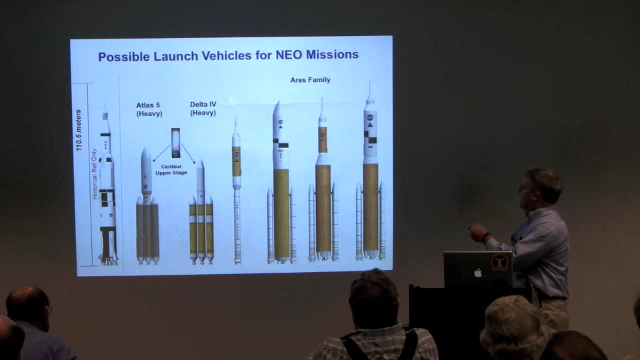 Possible Launch Vehicles for NEO Missions
Ares Family
Atlas 5
(Heavy)
Delta IV
(Heavy)
110.6 meters
Historical Ref Only
Centaur
Upper Stage